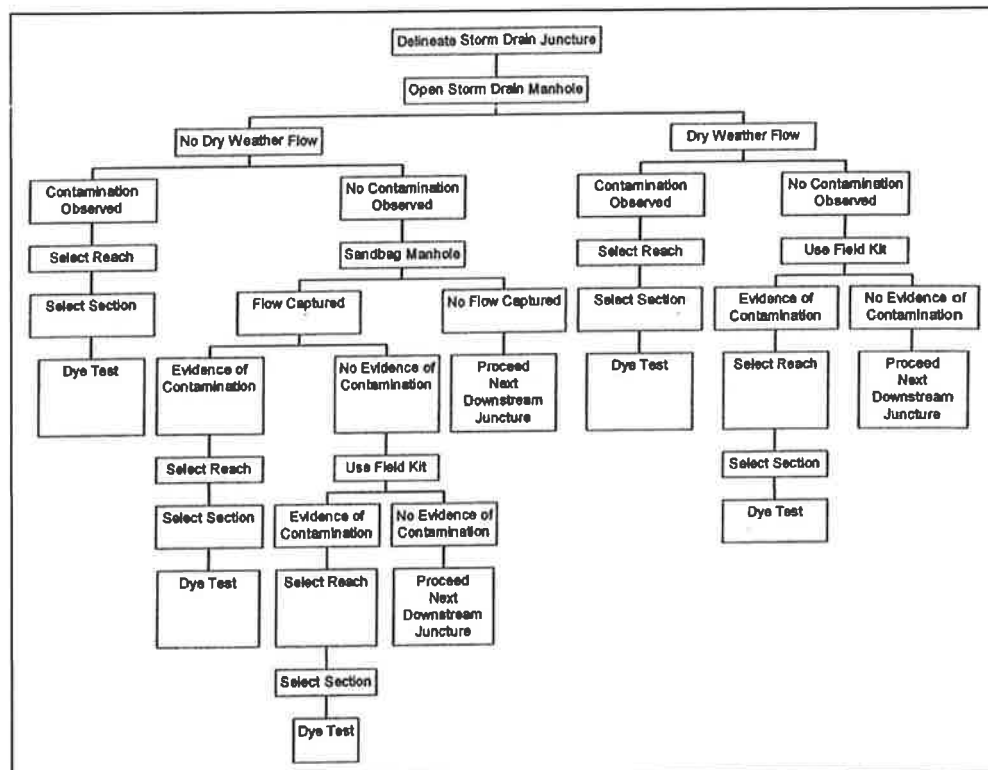 Delineate Storm Drain Juncture
Open Storm Drain Manhole
No Dry Weather Flow
Dry Weather Flow
Contamination
Observed
No Contamination
Observed
Contamination
Observed
No Contamination
Observed
Select Reach
Sandbag Manhole
Select Reach
Use Field Kit
Select Section
Flow Captured
No Flow Captured
Select Section
Evidence of
Contamination
No Evidence of
Contamination
Dye Test
Evidence of
Contamination
No Evidence of
Contamination
Proceed
Next
Downstream
Juncture
Dye Test
Select Reach
Proceed
Next
Downstream
Juncture
Select Reach
Use Field Kit
Select Section
Select Section
Evidence of
Contamination
No Evidence of
Contamination
Dye Test
Dye Test
Select Reach
Proceed
Next
Downstream
Juncture
Select Section
Dye Test